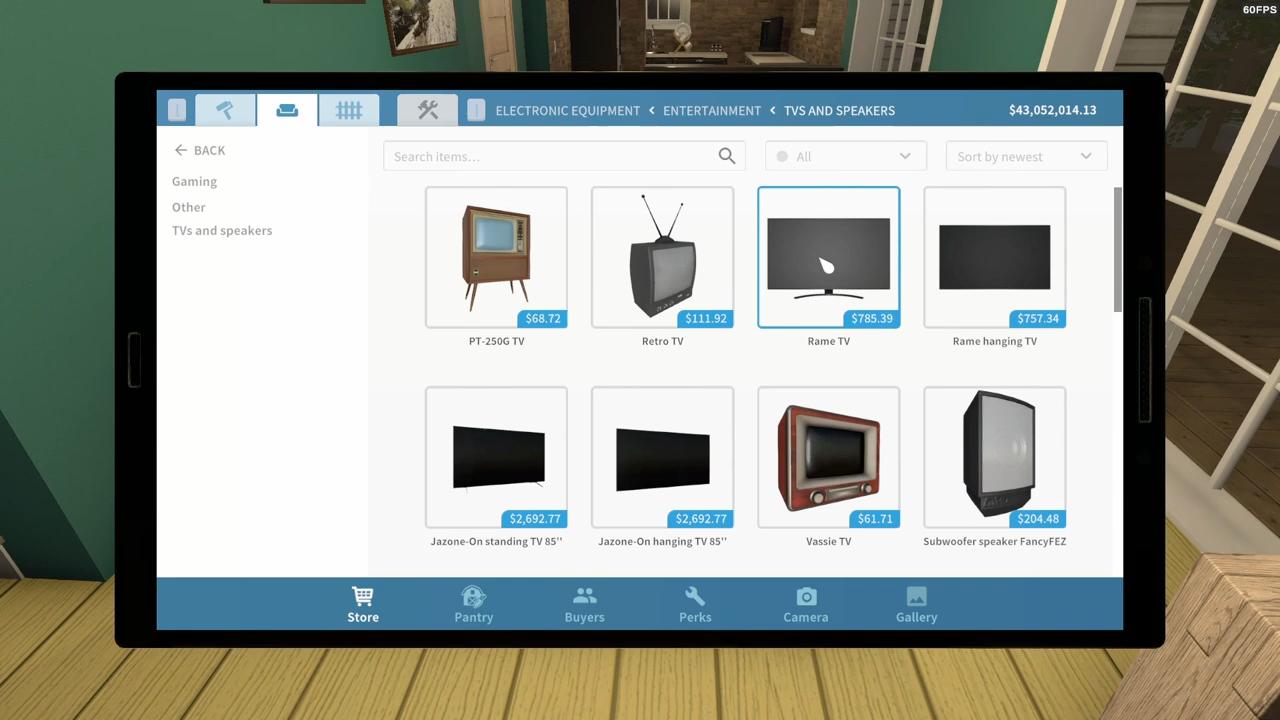 60FPS
ELECTRONIC EQUIPMENT < ENTERTAINMENT < TVS AND SPEAKERS
$43,052,014.13
BACK
Search items...
All
Sort by newest
Gaming
Other
TVs and speakers
$68.72
$111.92
$785.39
$757.34
PT-250G TV
Retro TV
Rame TV
Rame hanging TV
$2,692.77
$2,692.77
$61.71
$204.48
Jazone-On standing TV 85''
Jazone-On hanging TV 85''
Vassie TV
Subwoofer speaker FancyFEZ
Store
Pantry
Buyers
Perks
Camera
Gallery